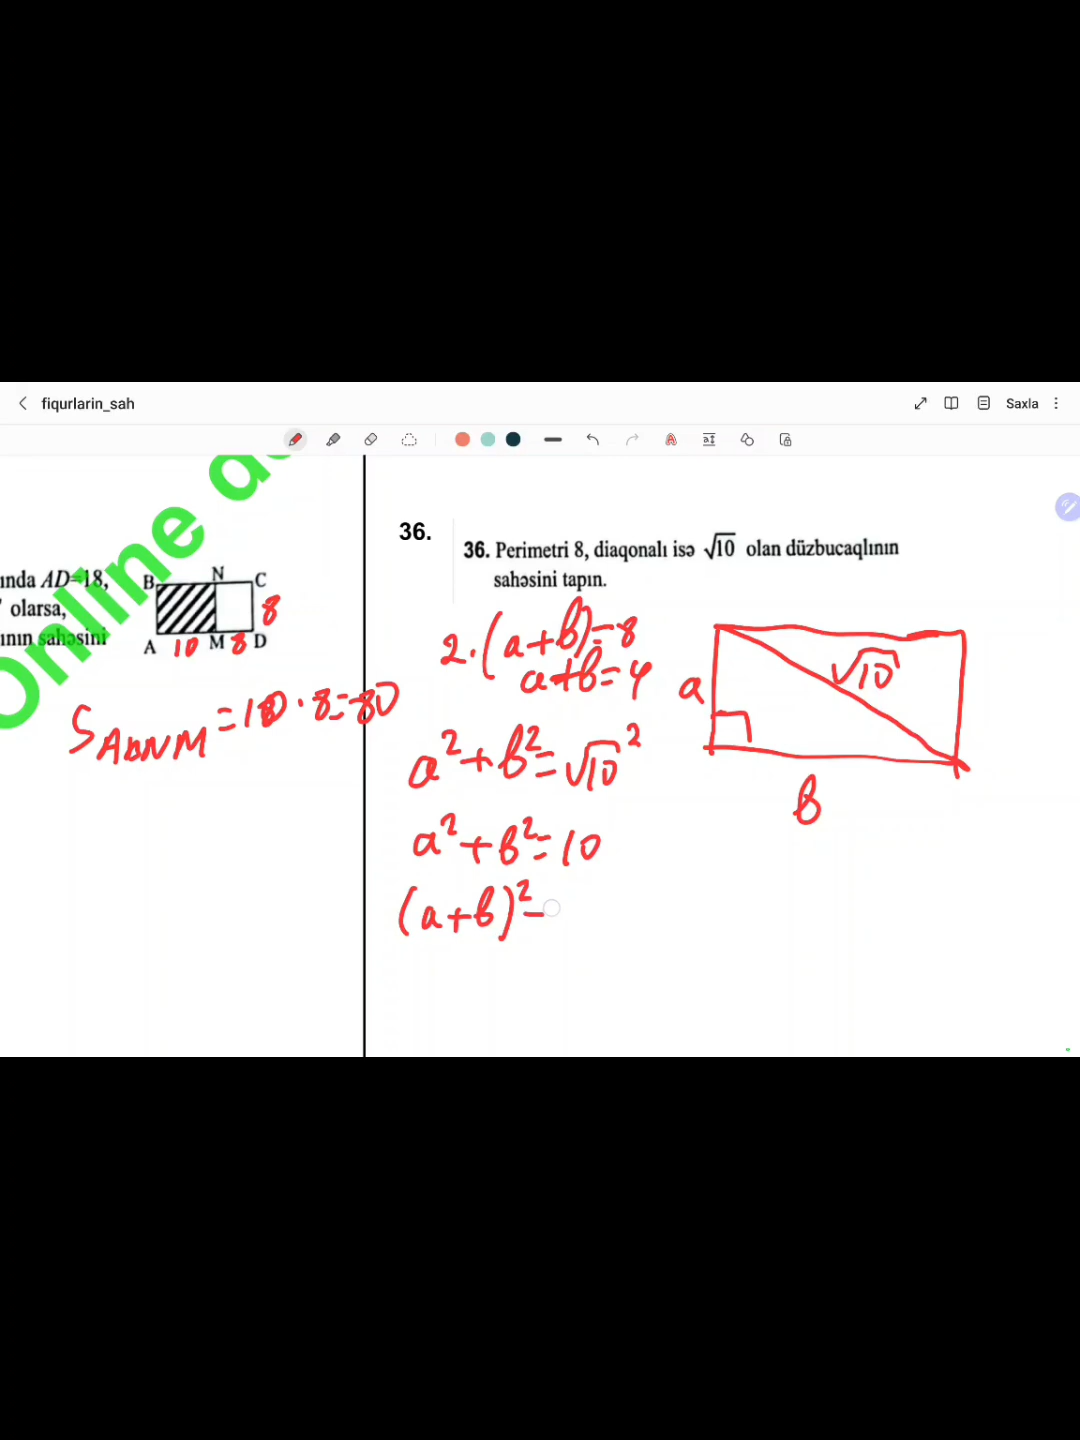 fiqurlarin_sah
Saxla
Online d
ında AD=18,
olarsa,
ının sahəsini
B N C
8
A 10 M 8 D
S ABNM = 10 · 8 = 80
36.
36. Perimetri 8, diaqonalı isə √10 olan düzbucaqlının
sahəsini tapın.
2·(a+b)=8
a+b=4
a²+b²=√10²
a²+b²=10
(a+b)²=
a
√10
b